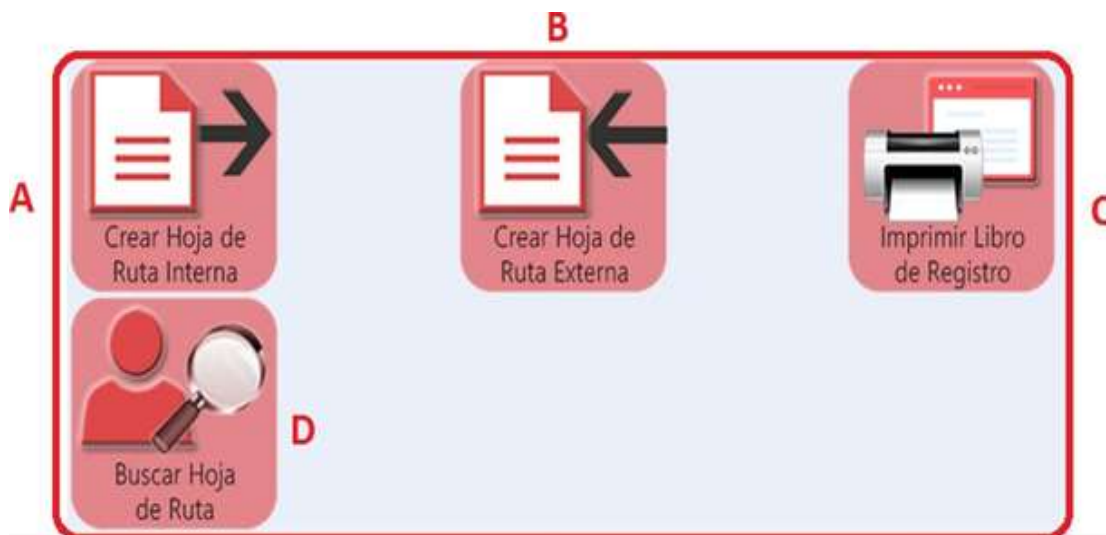 B
A
Crear Hoja de
Ruta Interna
Crear Hoja de
Ruta Externa
Imprimir Libro
de Registro
C
Buscar Hoja
de Ruta
D